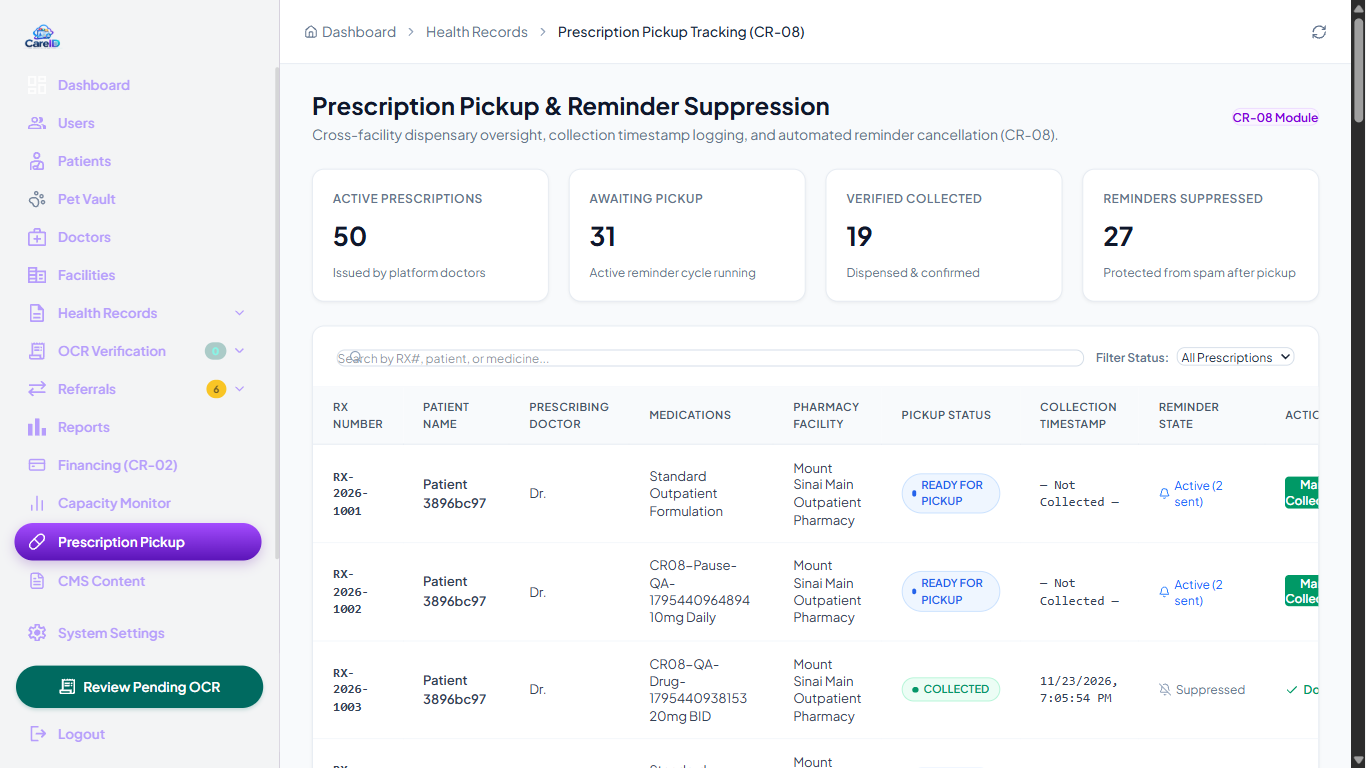 CareID
Dashboard
Users
Patients
Pet Vault
Doctors
Facilities
Health Records
OCR Verification 0
Referrals 6
Reports
Financing (CR-02)
Capacity Monitor
Prescription Pickup
CMS Content
System Settings
Review Pending OCR
Logout
Dashboard > Health Records > Prescription Pickup Tracking (CR-08)
Prescription Pickup & Reminder Suppression
Cross-facility dispensary oversight, collection timestamp logging, and automated reminder cancellation (CR-08).
CR-08 Module
ACTIVE PRESCRIPTIONS
50
Issued by platform doctors
AWAITING PICKUP
31
Active reminder cycle running
VERIFIED COLLECTED
19
Dispensed & confirmed
REMINDERS SUPPRESSED
27
Protected from spam after pickup
Search by RX#, patient, or medicine...
Filter Status: All Prescriptions
RX
NUMBER
PATIENT
NAME
PRESCRIBING
DOCTOR
MEDICATIONS
PHARMACY
FACILITY
PICKUP STATUS
COLLECTION
TIMESTAMP
REMINDER
STATE
ACTIO
RX-
2026-
1001
Patient
3896bc97
Dr.
Standard
Outpatient
Formulation
Mount
Sinai Main
Outpatient
Pharmacy
READY FOR
PICKUP
— Not
Collected —
Active (2
sent)
Ma
Collec
RX-
2026-
1002
Patient
3896bc97
Dr.
CR08-Pause-
QA-
1795440964894
10mg Daily
Mount
Sinai Main
Outpatient
Pharmacy
READY FOR
PICKUP
— Not
Collected —
Active (2
sent)
Ma
Collec
RX-
2026-
1003
Patient
3896bc97
Dr.
CR08-QA-
Drug-
1795440938153
20mg BID
Mount
Sinai Main
Outpatient
Pharmacy
COLLECTED
11/23/2026,
7:05:54 PM
Suppressed
Do
Mount